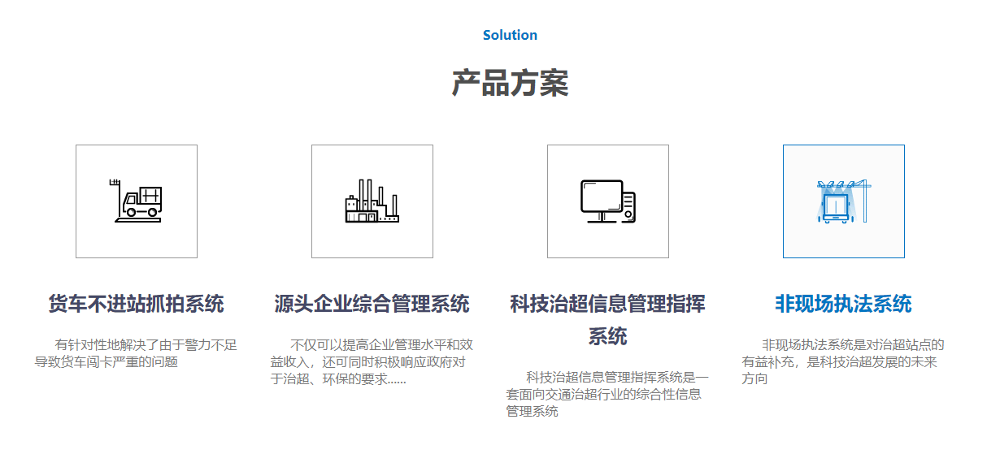 Solution
产品方案
货车不进站抓拍系统
有针对性地解决了由于警力不足
导致货车闯卡严重的问题
源头企业综合管理系统
不仅可以提高企业管理水平和效
益收入，还可同时积极响应政府对
于治超、环保的要求......
科技治超信息管理指挥
系统
科技治超信息管理指挥系统是一
套面向交通治超行业的综合性信息
管理系统
非现场执法系统
非现场执法系统是对治超站点的
有益补充，是科技治超发展的未来
方向